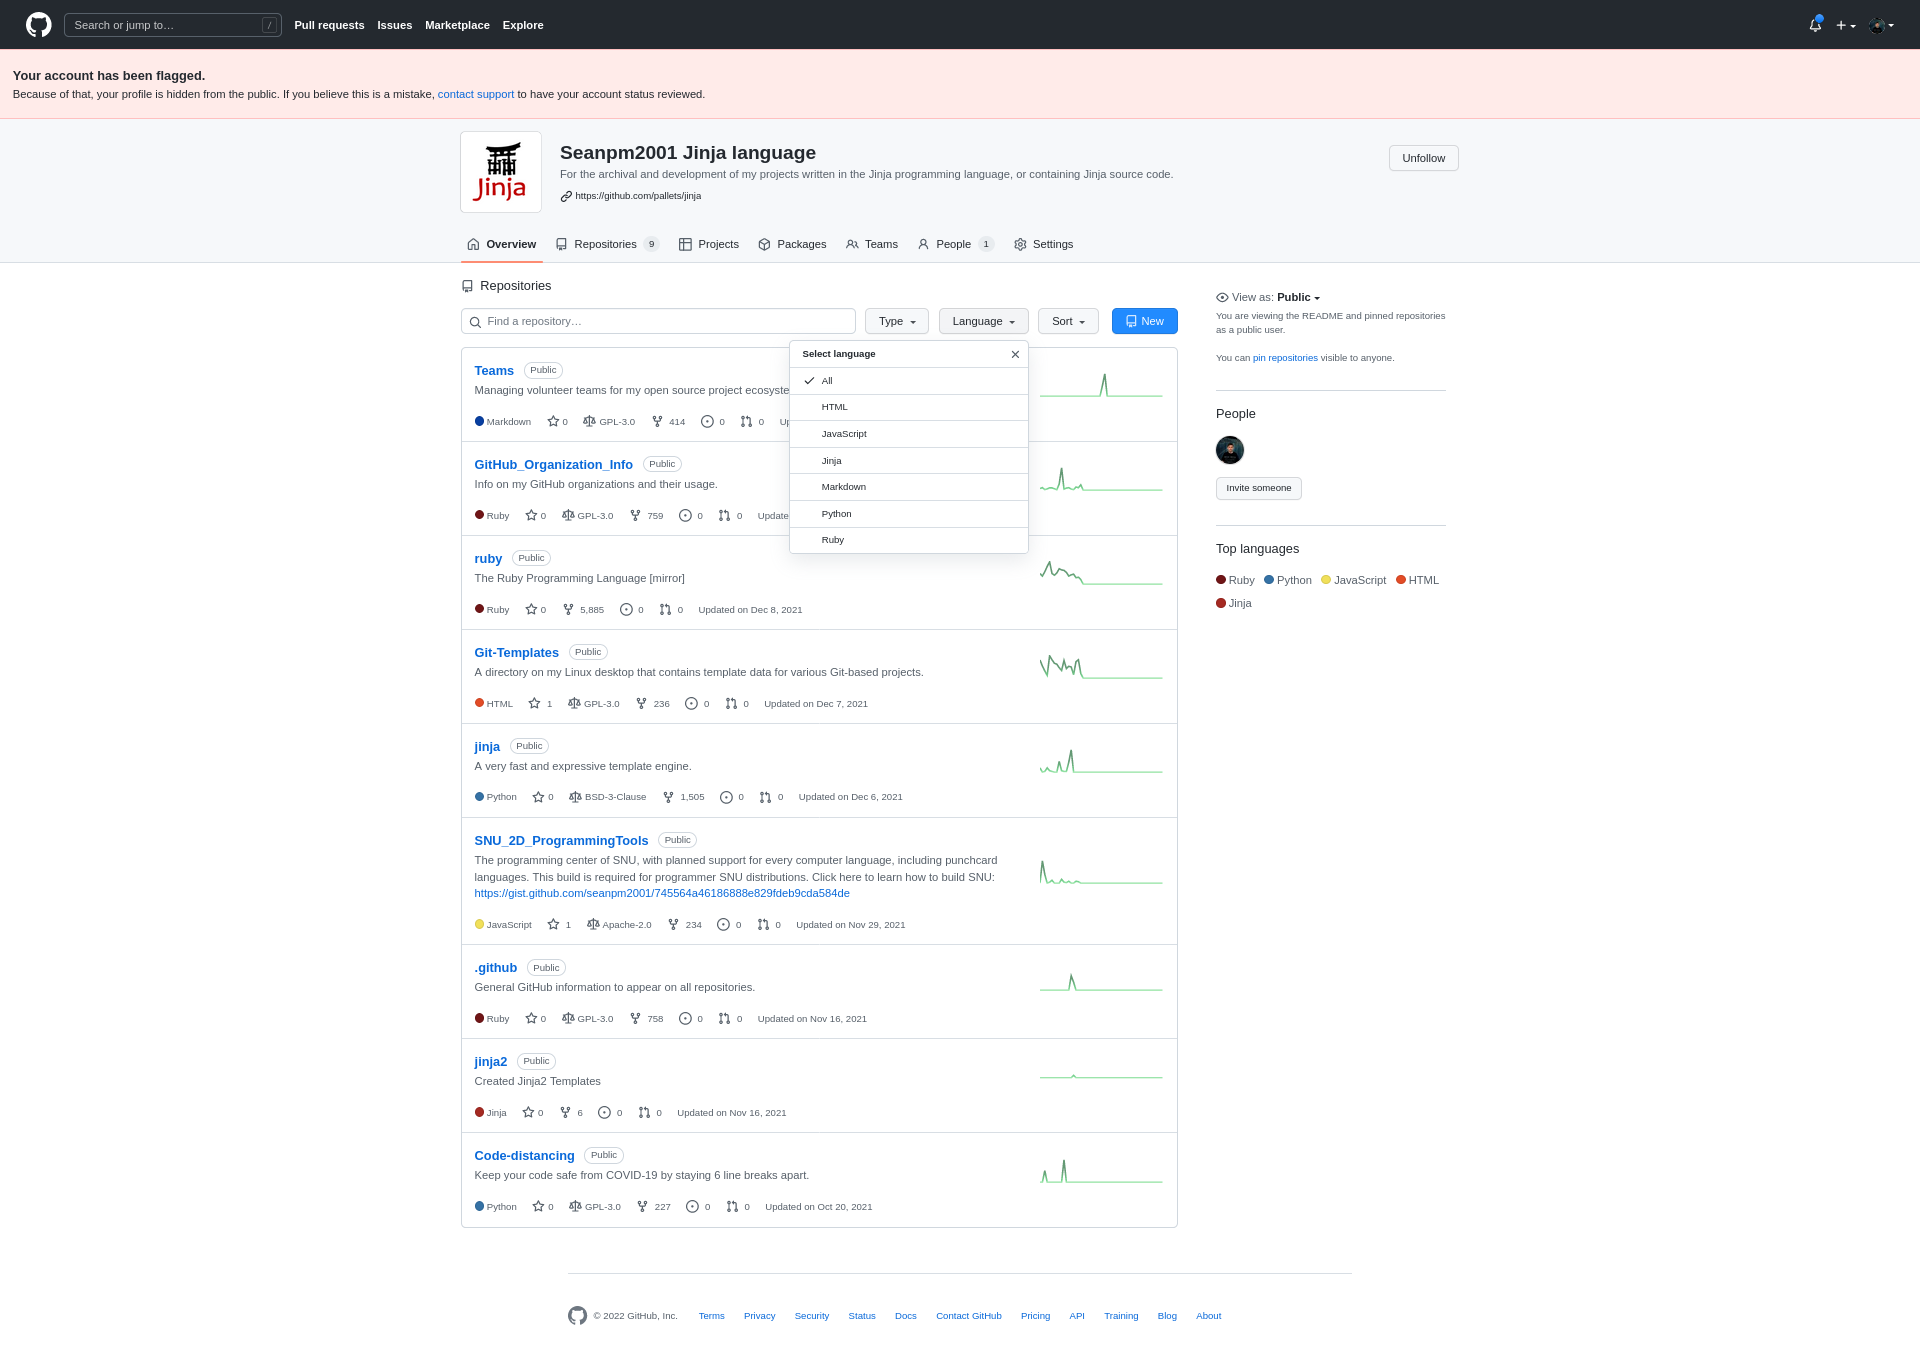 Search or jump to… /
Pull requests Issues Marketplace Explore
Your account has been flagged.
Because of that, your profile is hidden from the public. If you believe this is a mistake, contact support to have your account status reviewed.
Jinja
Seanpm2001 Jinja language
For the archival and development of my projects written in the Jinja programming language, or containing Jinja source code.
https://github.com/pallets/jinja
Unfollow
Overview Repositories 9 Projects Packages Teams People 1 Settings
Repositories
Find a repository… Type Language Sort New
Select language
All
HTML
JavaScript
Jinja
Markdown
Python
Ruby
Teams Public
Managing volunteer teams for my open source project ecosyste
Markdown 0 GPL-3.0 414 0 0
GitHub_Organization_Info Public
Info on my GitHub organizations and their usage.
Ruby 0 GPL-3.0 759 0 0 Update
ruby Public
The Ruby Programming Language [mirror]
Ruby 0 5,885 0 0 Updated on Dec 8, 2021
Git-Templates Public
A directory on my Linux desktop that contains template data for various Git-based projects.
HTML 1 GPL-3.0 236 0 0 Updated on Dec 7, 2021
jinja Public
A very fast and expressive template engine.
Python 0 BSD-3-Clause 1,505 0 0 Updated on Dec 6, 2021
SNU_2D_ProgrammingTools Public
The programming center of SNU, with planned support for every computer language, including punchcard
languages. This build is required for programmer SNU distributions. Click here to learn how to build SNU:
https://gist.github.com/seanpm2001/745564a46186888e829fdeb9cda584de
JavaScript 1 Apache-2.0 234 0 0 Updated on Nov 29, 2021
.github Public
General GitHub information to appear on all repositories.
Ruby 0 GPL-3.0 758 0 0 Updated on Nov 16, 2021
jinja2 Public
Created Jinja2 Templates
Jinja 0 6 0 0 Updated on Nov 16, 2021
Code-distancing Public
Keep your code safe from COVID-19 by staying 6 line breaks apart.
Python 0 GPL-3.0 227 0 0 Updated on Oct 20, 2021
View as: Public
You are viewing the README and pinned repositories
as a public user.
You can pin repositories visible to anyone.
People
Invite someone
Top languages
Ruby Python JavaScript HTML
Jinja
© 2022 GitHub, Inc. Terms Privacy Security Status Docs Contact GitHub Pricing API Training Blog About